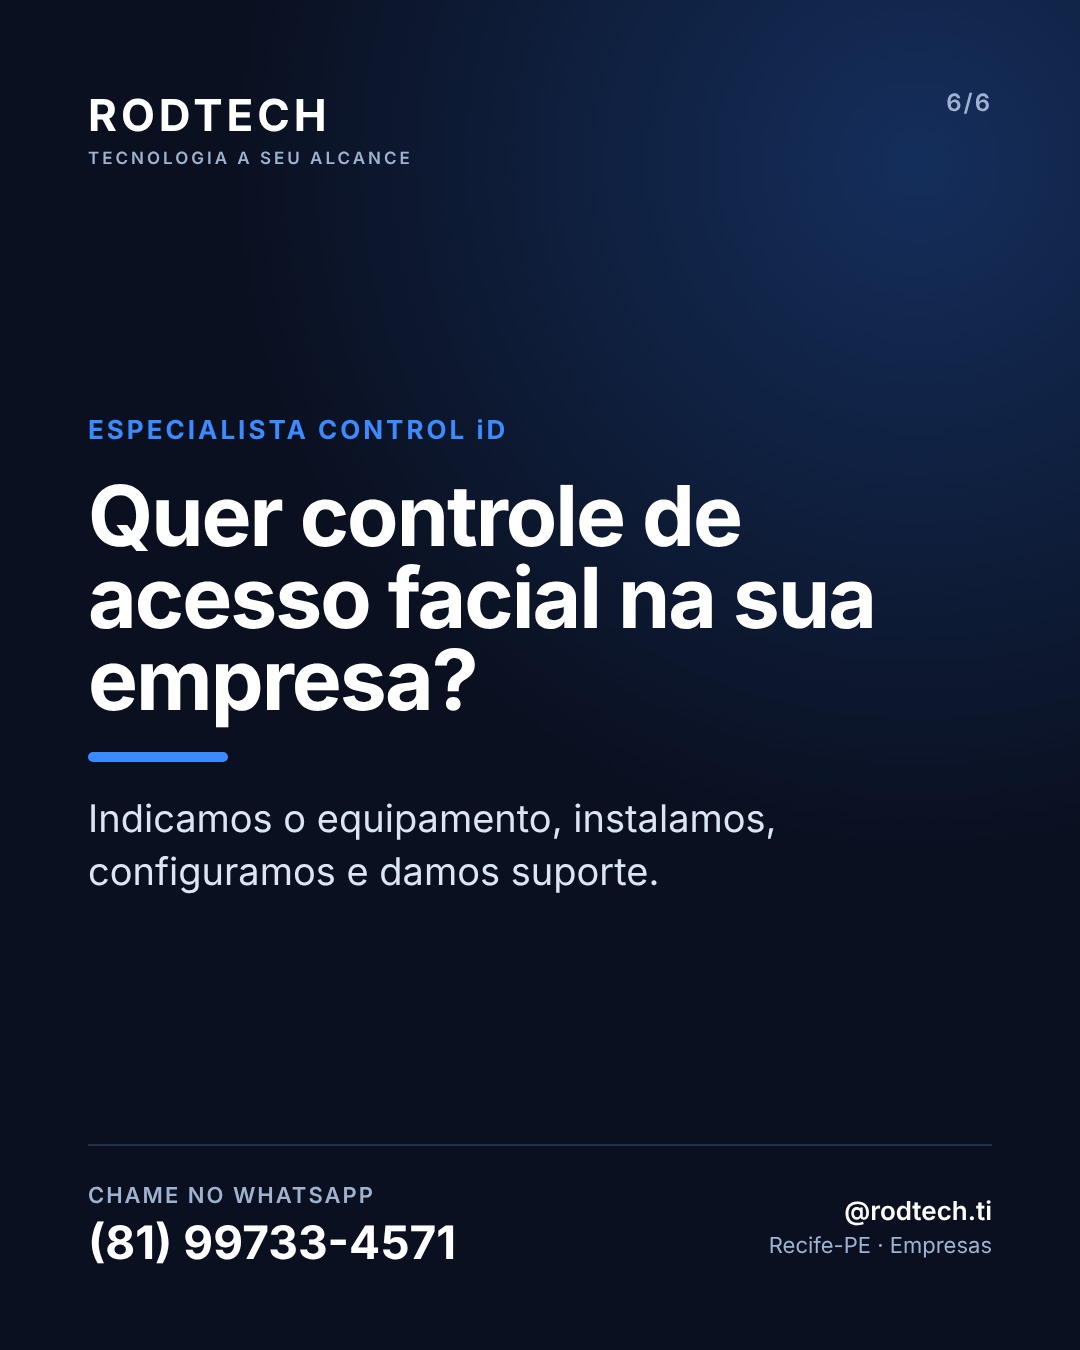 RODTECH
TECNOLOGIA A SEU ALCANCE
6/6
ESPECIALISTA CONTROL iD
Quer controle de
acesso facial na sua
empresa?
Indicamos o equipamento, instalamos,
configuramos e damos suporte.
CHAME NO WHATSAPP
(81) 99733-4571
@rodtech.ti
Recife-PE · Empresas